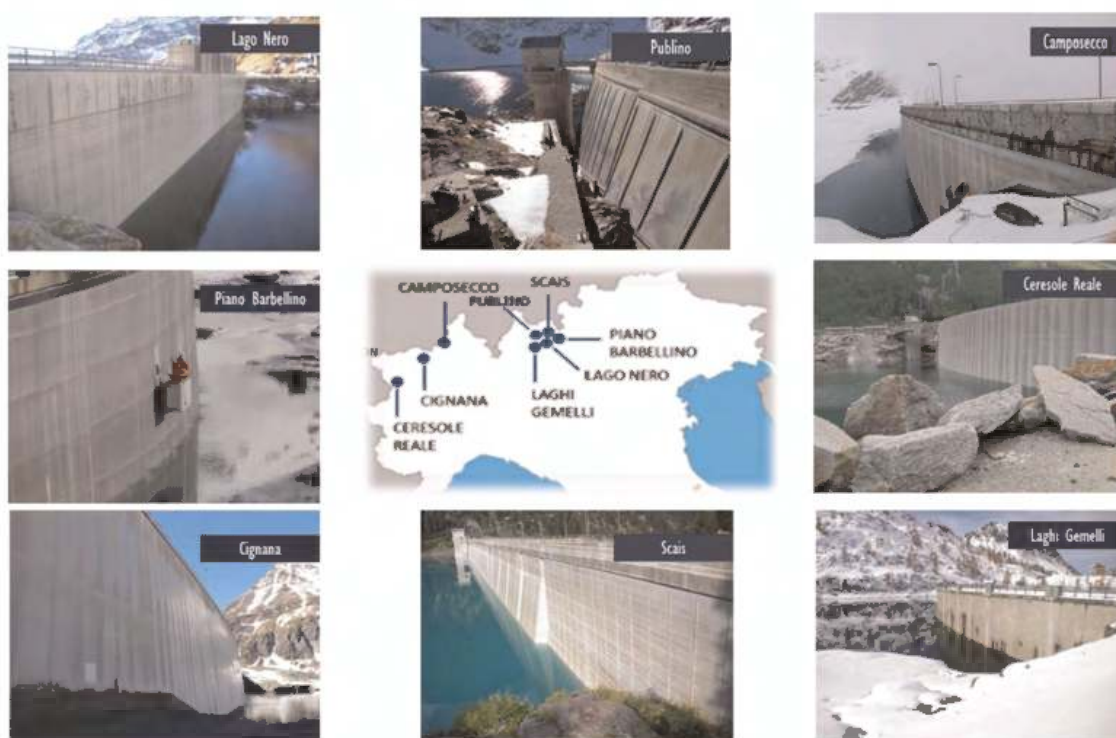 Lago Nero
Publino
Camposecco
Piano Barbellino
CAMPOSECCO
SCAIS
PUBLINO
ON
PIANO
BARBELLINO
LAGO NERO
LAGHI
GEMELLI
CIGNANA
CERESOLE
REALE
Ceresole Reale
Cignana
Scais
Laghi Gemelli